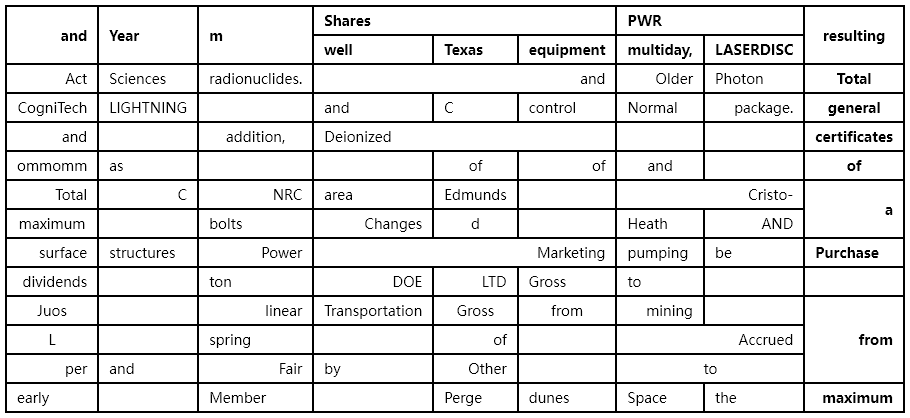 and Year m Shares PWR resulting
well Texas equipment multiday, LASERDISC
Act Sciences radionuclides. and Older Photon Total
CogniTech LIGHTNING and C control Normal package. general
and addition, Deionized certificates
ommomm as of of and of
Total C NRC area Edmunds Cristo- a
maximum bolts Changes d Heath AND
surface structures Power Marketing pumping be Purchase
dividends ton DOE LTD Gross to
Juos linear Transportation Gross from mining from
L spring of Accrued
per and Fair by Other to
early Member Perge dunes Space the maximum